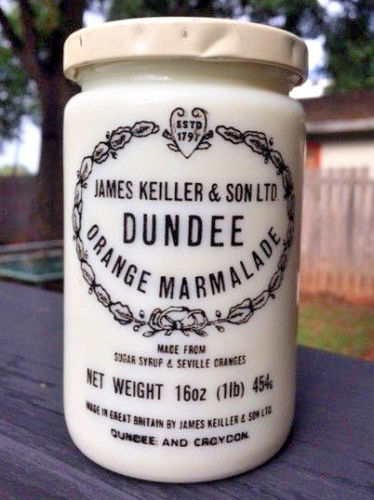 ESTD
1797
JAMES KEILLER & SON LTD
DUNDEE
ORANGE MARMALADE
MADE FROM
SUGAR SYRUP & SEVILLE ORANGES
NET WEIGHT 16oz (1lb) 454g
MADE IN GREAT BRITAIN BY JAMES KEILLER & SON LTD.
DUNDEE AND CROYDON.